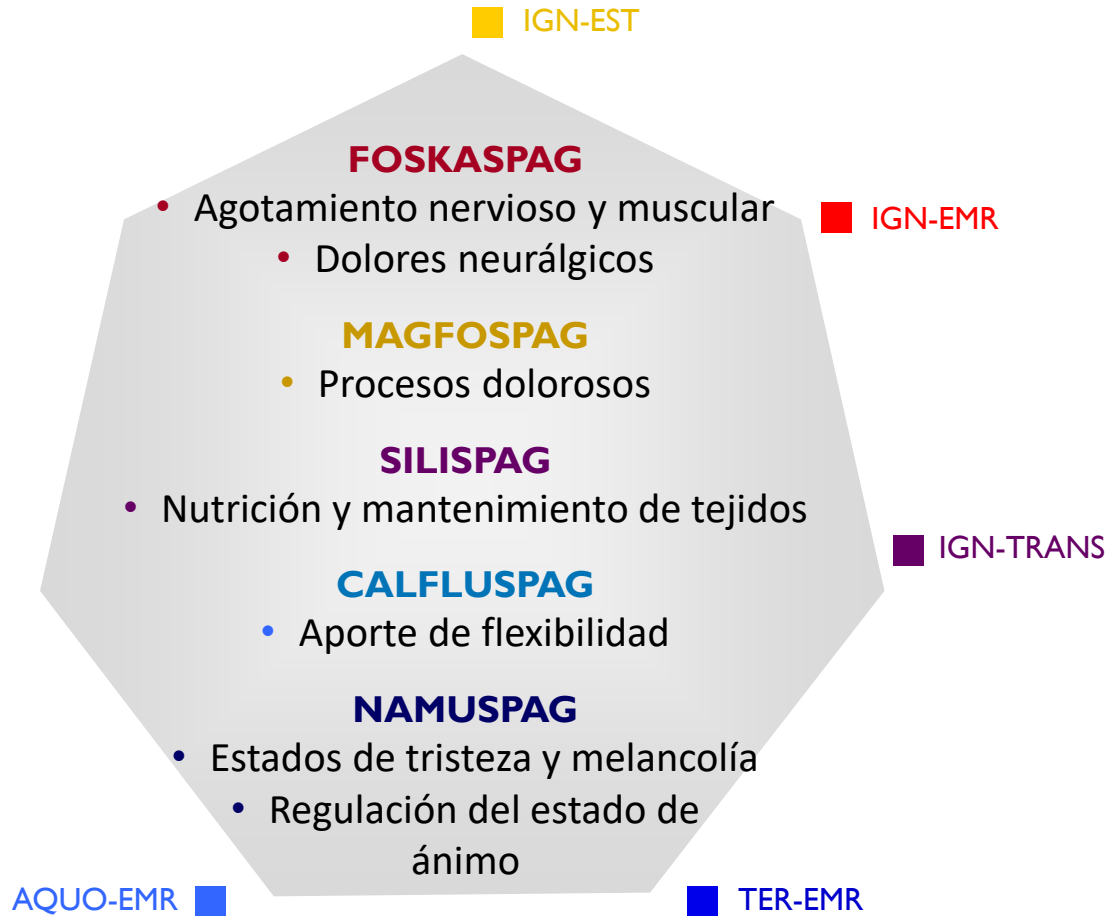 IGN-EST
FOSKASPAG
• Agotamiento nervioso y muscular
IGN-EMR
• Dolores neurálgicos
MAGFOSPAG
• Procesos dolorosos
SILISPAG
• Nutrición y mantenimiento de tejidos
IGN-TRANS
CALFLUSPAG
• Aporte de flexibilidad
NAMUSPAG
• Estados de tristeza y melancolía
• Regulación del estado de
ánimo
AQUO-EMR
TER-EMR